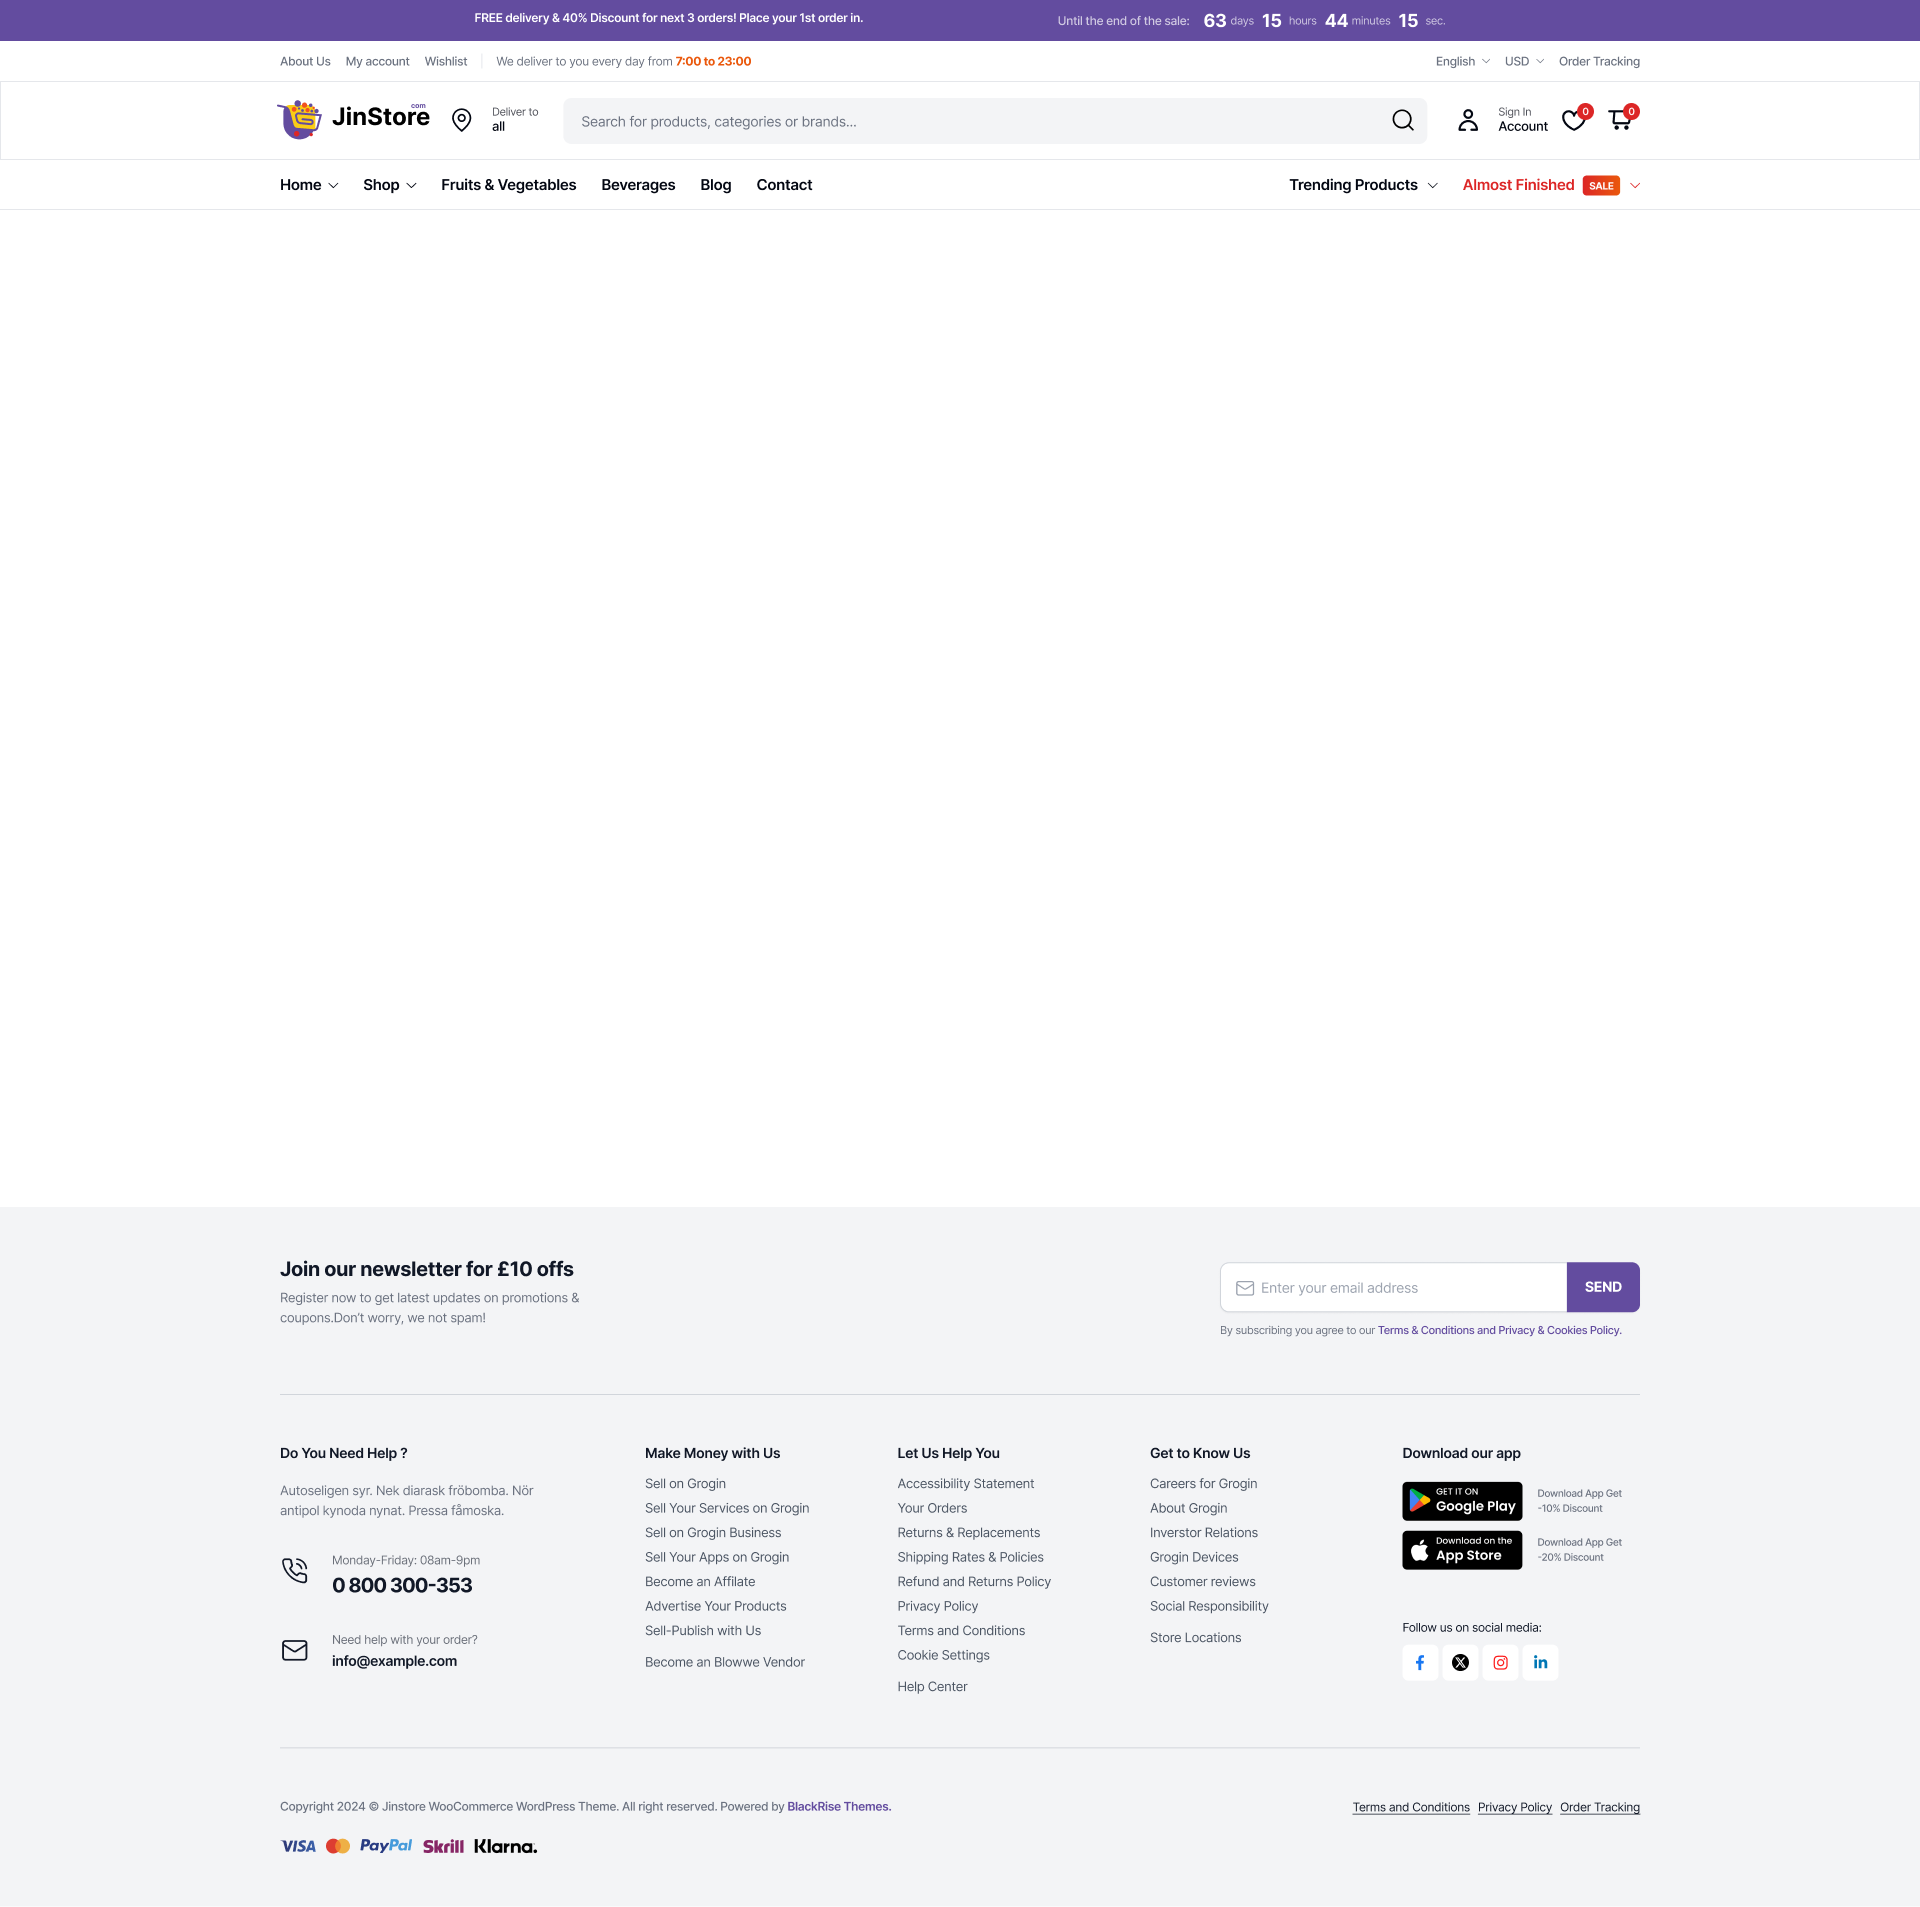 FREE delivery & 40% Discount for next 3 orders! Place your 1st order in.
Until the end of the sale: 63 days 15 hours 44 minutes 15 sec.
About Us My account Wishlist We deliver to you every day from 7:00 to 23:00
English USD Order Tracking
JinStore com
Deliver to
all
Search for products, categories or brands...
Sign In
Account
0
0
Home Shop Fruits & Vegetables Beverages Blog Contact
Trending Products Almost Finished SALE
Join our newsletter for £10 offs
Register now to get latest updates on promotions &
coupons.Don’t worry, we not spam!
Enter your email address
SEND
By subscribing you agree to our Terms & Conditions and Privacy & Cookies Policy.
Do You Need Help ?
Autoseligen syr. Nek diarask fröbomba. Nör
antipol kynoda nynat. Pressa fåmoska.
Monday-Friday: 08am-9pm
0 800 300-353
Need help with your order?
info@example.com
Make Money with Us
Sell on Grogin
Sell Your Services on Grogin
Sell on Grogin Business
Sell Your Apps on Grogin
Become an Affilate
Advertise Your Products
Sell-Publish with Us
Become an Blowwe Vendor
Let Us Help You
Accessibility Statement
Your Orders
Returns & Replacements
Shipping Rates & Policies
Refund and Returns Policy
Privacy Policy
Terms and Conditions
Cookie Settings
Help Center
Get to Know Us
Careers for Grogin
About Grogin
Inverstor Relations
Grogin Devices
Customer reviews
Social Responsibility
Store Locations
Download our app
GET IT ON
Google Play
Download App Get
-10% Discount
Download on the
App Store
Download App Get
-20% Discount
Follow us on social media:
Copyright 2024 © Jinstore WooCommerce WordPress Theme. All right reserved. Powered by BlackRise Themes.
Terms and Conditions Privacy Policy Order Tracking
VISA PayPal Skrill Klarna.